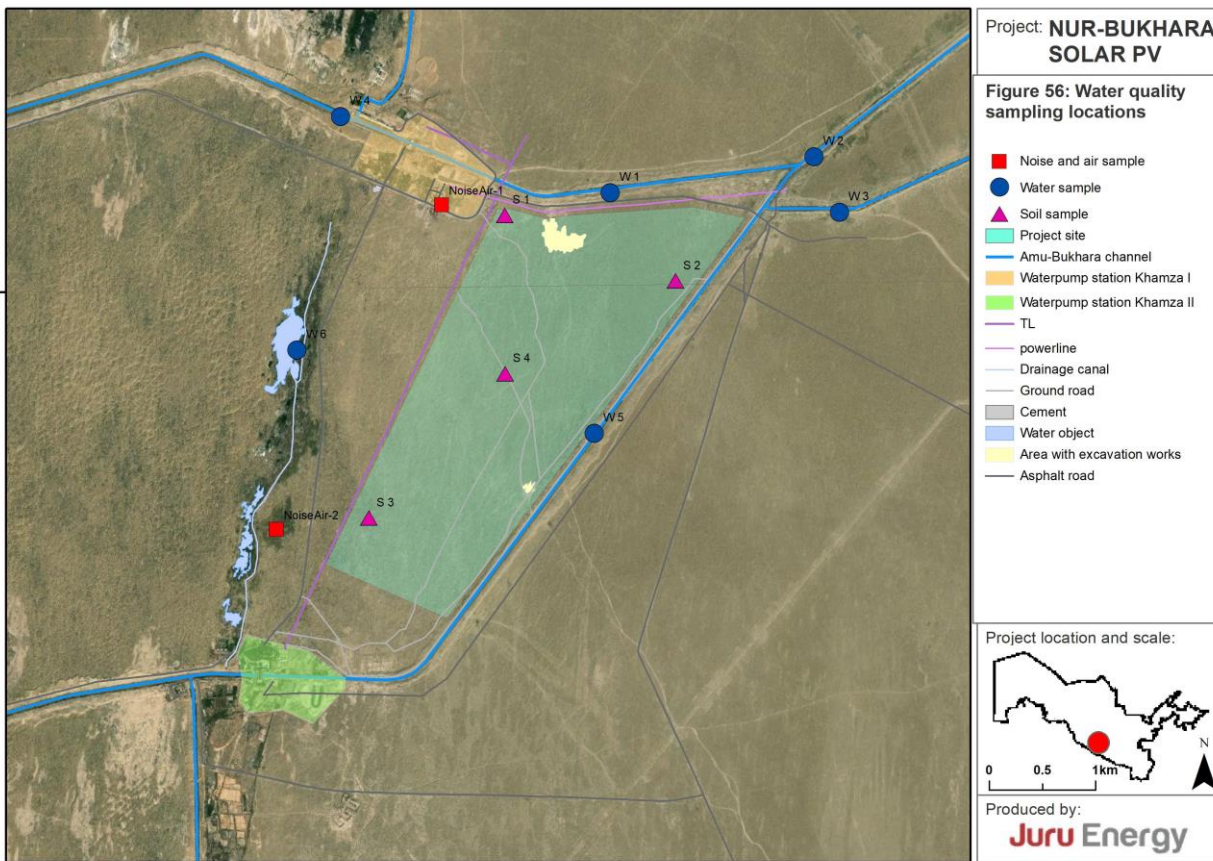 Project: NUR-BUKHARA
SOLAR PV
Figure 56: Water quality
sampling locations
Noise and air sample
Water sample
Soil sample
Project site
Amu-Bukhara channel
Waterpump station Khamza I
Waterpump station Khamza II
TL
powerline
Drainage canal
Ground road
Cement
Water object
Area with excavation works
Asphalt road
Project location and scale:
N
0 0.5 1km
Produced by:
Juru Energy
W 4
W 2
W 1
NoiseAir-1
W 3
S 1
S 2
W 6
S 4
W 5
S 3
NoiseAir-2